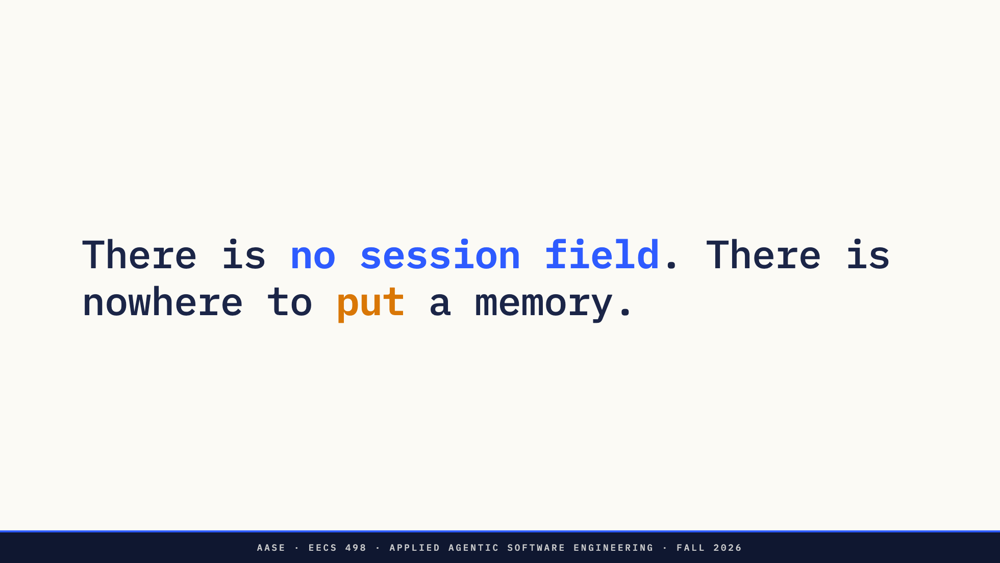 There is no session field. There is
nowhere to put a memory.
AASE · EECS 498 · APPLIED AGENTIC SOFTWARE ENGINEERING · FALL 2026